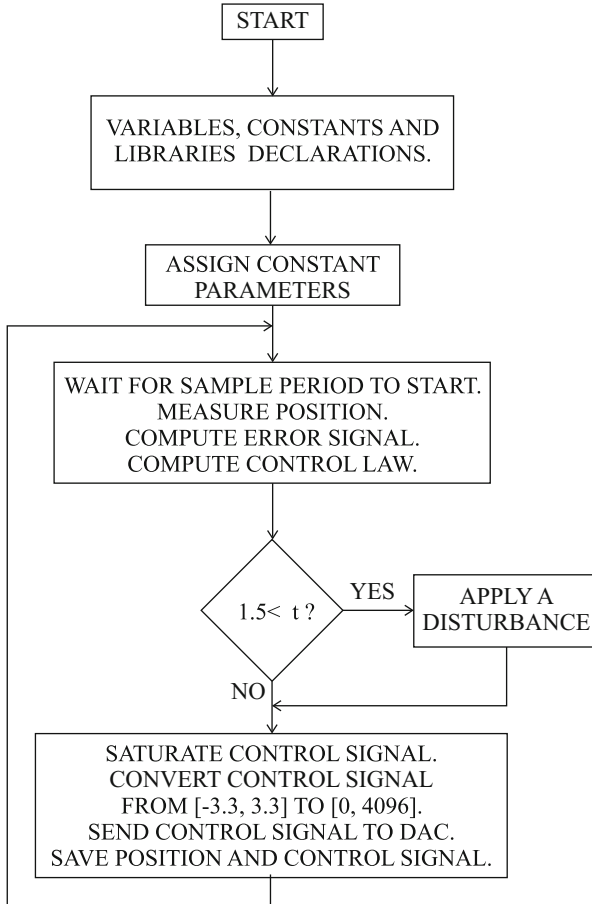 START
VARIABLES, CONSTANTS AND
LIBRARIES DECLARATIONS.
ASSIGN CONSTANT
PARAMETERS
WAIT FOR SAMPLE PERIOD TO START.
MEASURE POSITION.
COMPUTE ERROR SIGNAL.
COMPUTE CONTROL LAW.
1.5< t ?
YES
APPLY A
DISTURBANCE
NO
SATURATE CONTROL SIGNAL.
CONVERT CONTROL SIGNAL
FROM [-3.3, 3.3] TO [0, 4096].
SEND CONTROL SIGNAL TO DAC.
SAVE POSITION AND CONTROL SIGNAL.